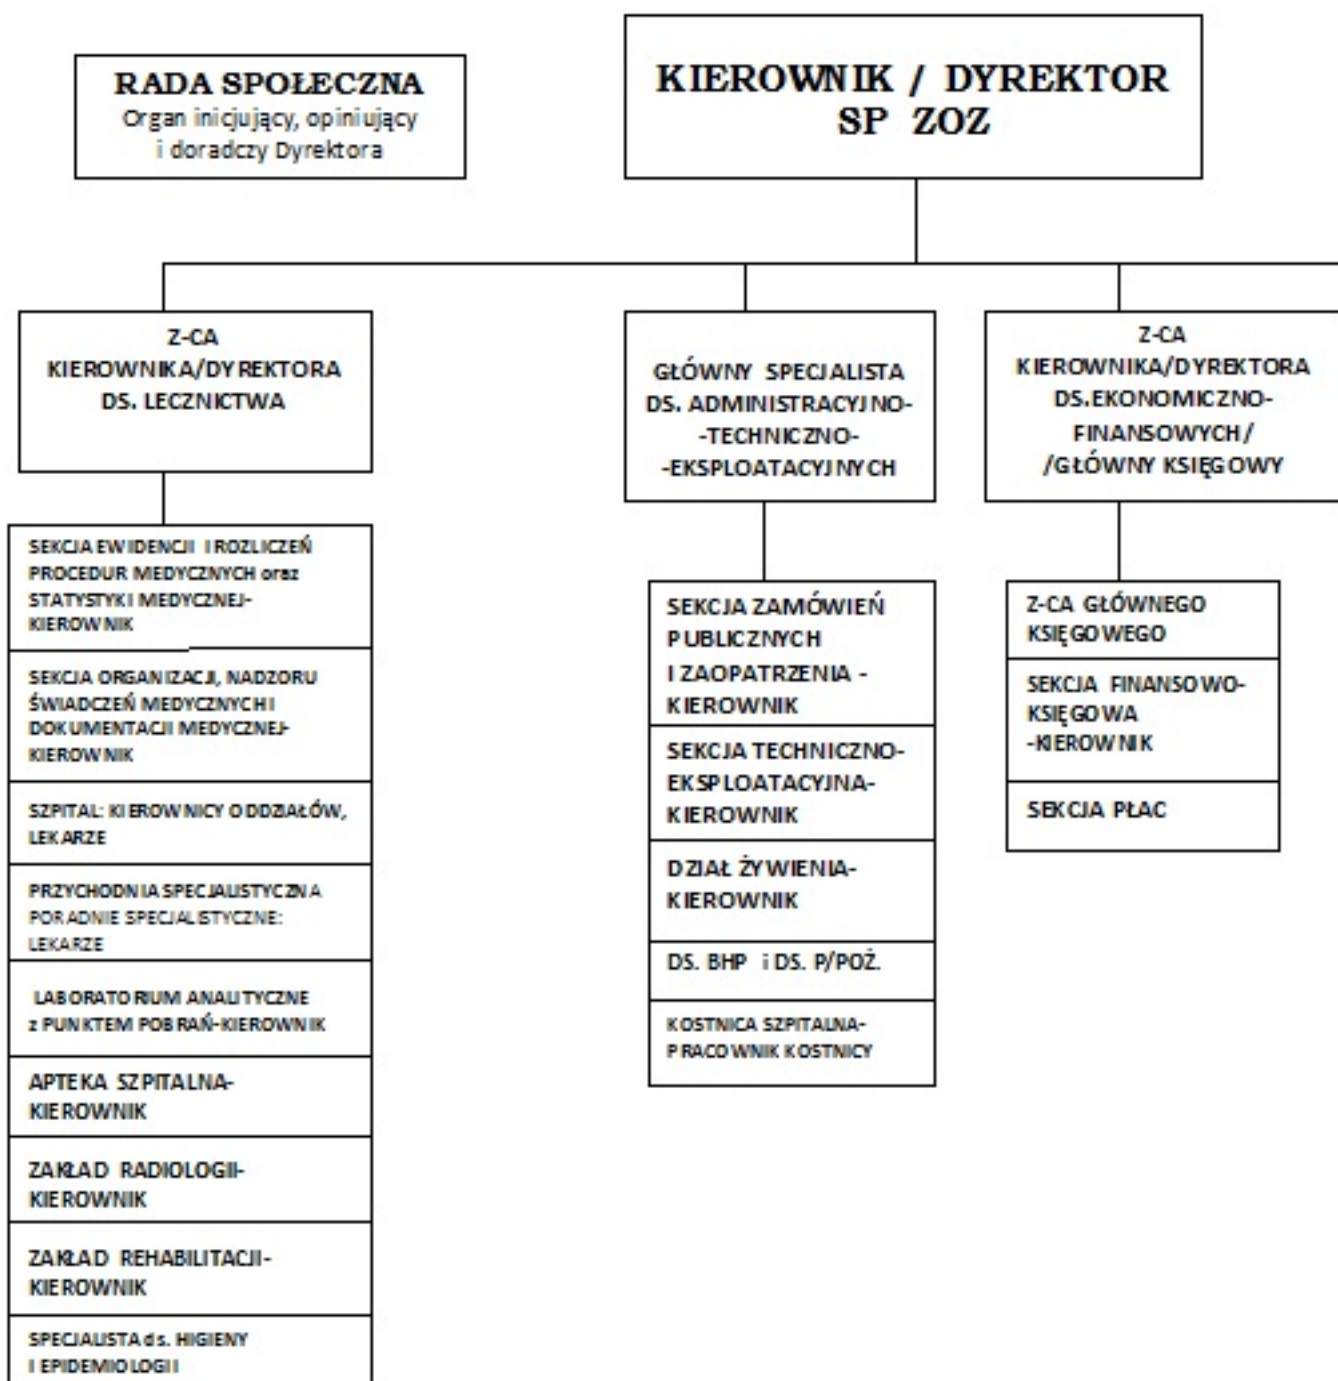 RADA SPOŁECZNA
Organ inicjujący, opiniujący
i doradczy Dyrektora
KIEROWNIK / DYREKTOR
SP ZOZ
Z-CA
KIEROWNIKA/DYREKTORA
DS. LECZNICTWA
GŁÓWNY SPECJALISTA
DS. ADMINISTRACYJNO-
-TECHNICZNO-
-EKSPLOATACYJNYCH
Z-CA
KIEROWNIKA/DYREKTORA
DS.EKONOMICZNO-
FINANSOWYCH/
/GŁÓWNY KSIĘGOWY
SEKCJA EWIDENCJI I ROZLICZEŃ
PROCEDUR MEDYCZNYCH oraz
STATYSTYKI MEDYCZNEJ-
KIEROWNIK
SEKCJA ORGANIZACJI, NADZORU
ŚWIADCZEŃ MEDYCZNYCH I
DOKUMENTACJI MEDYCZNEJ-
KIEROWNIK
SZPITAL: KIEROWNICY ODDZIAŁÓW,
LEKARZE
PRZYCHODNIA SPECJALISTYCZNA
PORADNIE SPECJALISTYCZNE:
LEKARZE
LABORATORIUM ANALITYCZNE
z PUNKTEM POBRAŃ-KIEROWNIK
APTEKA SZPITALNA-
KIEROWNIK
ZAKŁAD RADIOLOGII-
KIEROWNIK
ZAKŁAD REHABILITACJI-
KIEROWNIK
SPECJALISTA ds. HIGIENY
I EPIDEMIOLOGII
SEKCJA ZAMÓWIEŃ
PUBLICZNYCH
I ZAOPATRZENIA -
KIEROWNIK
SEKCJA TECHNICZNO-
EKSPLOATACYJNA-
KIEROWNIK
DZIAŁ ŻYWIENIA-
KIEROWNIK
DS. BHP i DS. P/POŻ.
KOSTNICA SZPITALNA-
PRACOWNIK KOSTNICY
Z-CA GŁÓWNEGO
KSIĘGOWEGO
SEKCJA FINANSOWO-
KSIĘGOWA
-KIEROWNIK
SEKCJA PŁAC